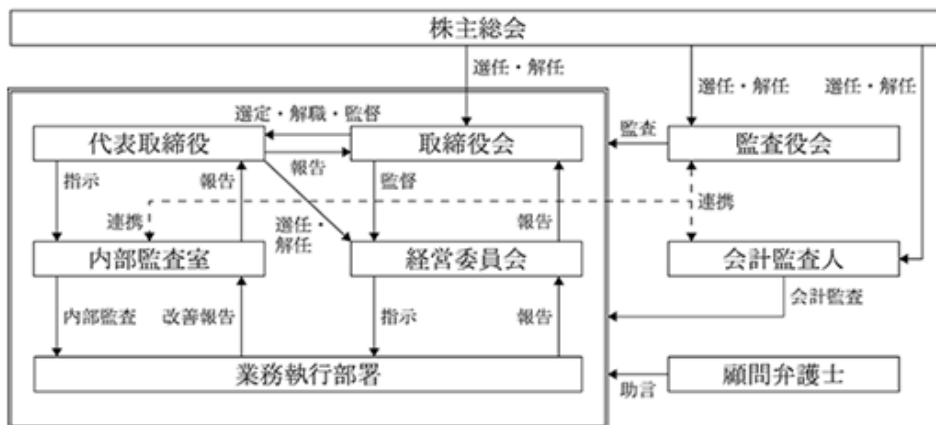 株主総会
選任・解任
選任・解任
選任・解任
選定・解職・監督
代表取締役
取締役会
監査
監査役会
報告
指示
報告
監督
連携
選任・
解任
報告
連携
内部監査室
経営委員会
会計監査人
内部監査
改善報告
指示
報告
会計監査
業務執行部署
助言
顧問弁護士